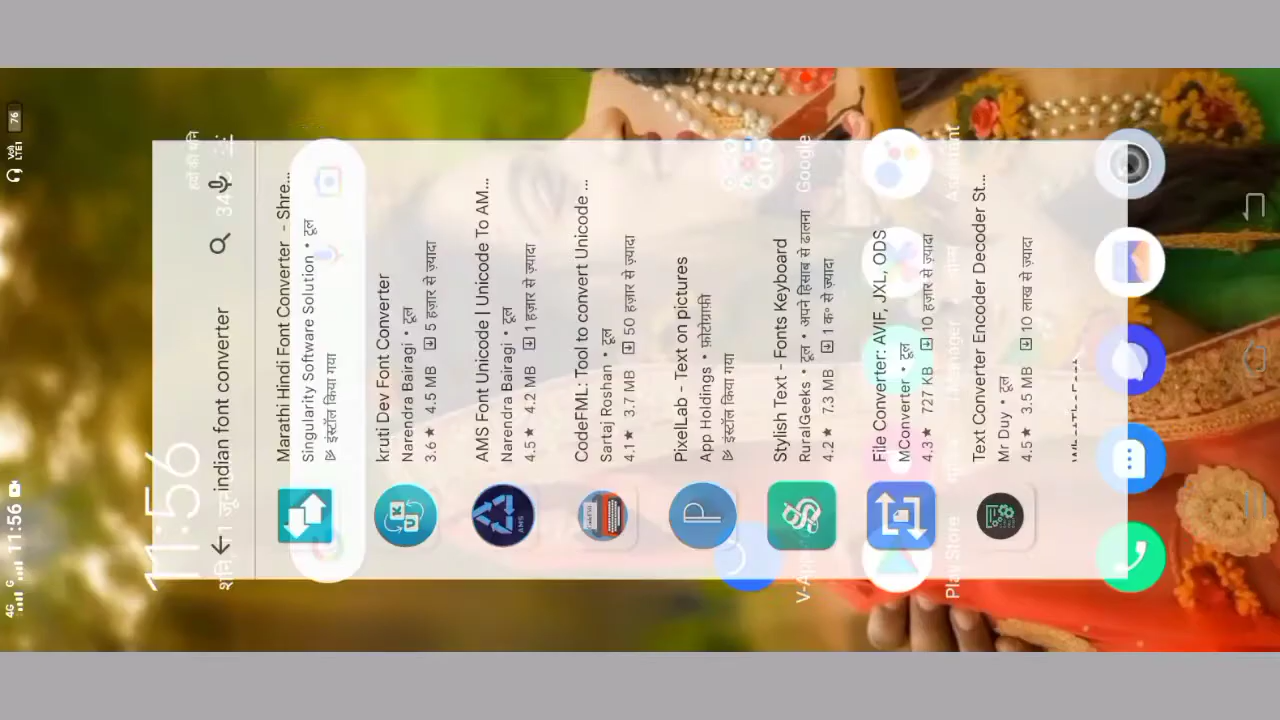 4G G 11:56
VoLTE1 76
11:56
शनि
indian font converter
Marathi Hindi Font Converter - Shre...
Singularity Software Solution • टूल
इंस्टॉल किया गया
kruti Dev Font Converter
Narendra Bairagi • टूल
3.6 ★ 4.5 MB 5 हज़ार से ज़्यादा
AMS Font Unicode | Unicode To AM...
Narendra Bairagi • टूल
4.5 ★ 4.2 MB 1 हज़ार से ज़्यादा
CodeFML: Tool to convert Unicode ...
Sartaj Roshan • टूल
4.1 ★ 3.7 MB 50 हज़ार से ज़्यादा
PixelLab - Text on pictures
App Holdings • फ़ोटोग्राफ़ी
इंस्टॉल किया गया
Stylish Text - Fonts Keyboard
RuralGeeks • टूल • अपने हिसाब से ढालना
4.2 ★ 7.3 MB 1 क॰ से ज़्यादा
File Converter: AVIF, JXL, ODS
MConverter • टूल
4.3 ★ 727 KB 10 हज़ार से ज़्यादा
Text Converter Encoder Decoder St...
Mr Duy • टूल
4.5 ★ 3.5 MB 10 लाख से ज़्यादा
Google
Play Store
Assistant